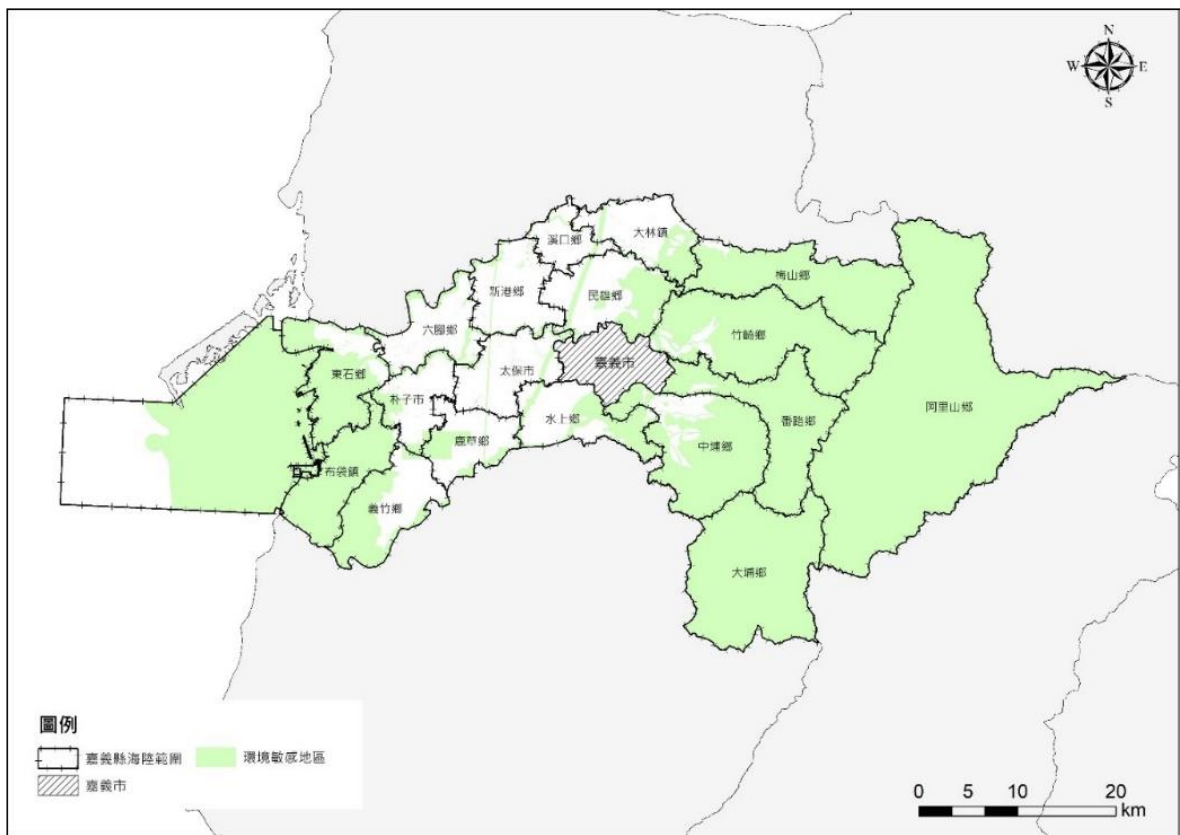 N
W E
S
溪口鄉
大林鎮
梅山鄉
新港鄉
民雄鄉
六腳鄉
竹崎鄉
嘉義市
東石鄉
太保市
朴子市
阿里山鄉
水上鄉
番路鄉
鹿草鄉
中埔鄉
布袋鎮
義竹鄉
大埔鄉
圖例
嘉義縣海陸範圍
環境敏感地區
嘉義市
0 5 10 20
km